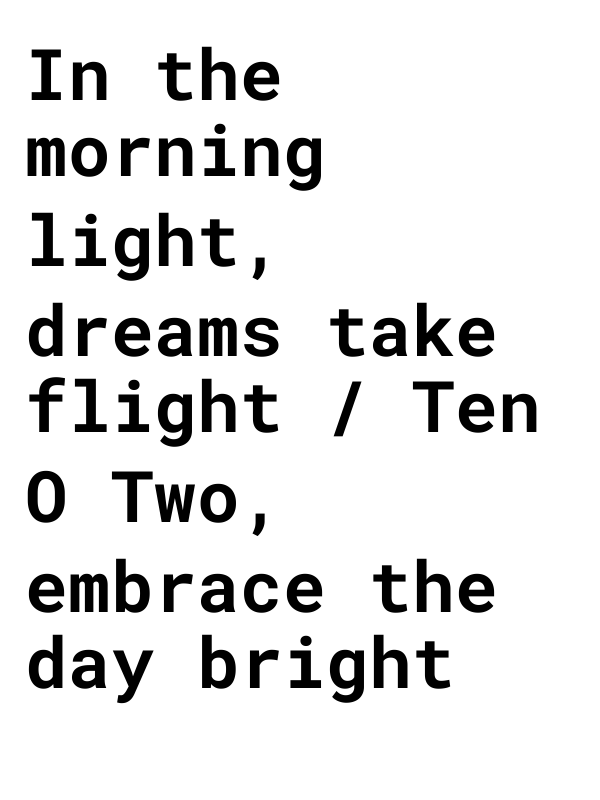 In the
morning
light,
dreams take
flight / Ten
O Two,
embrace the
day bright